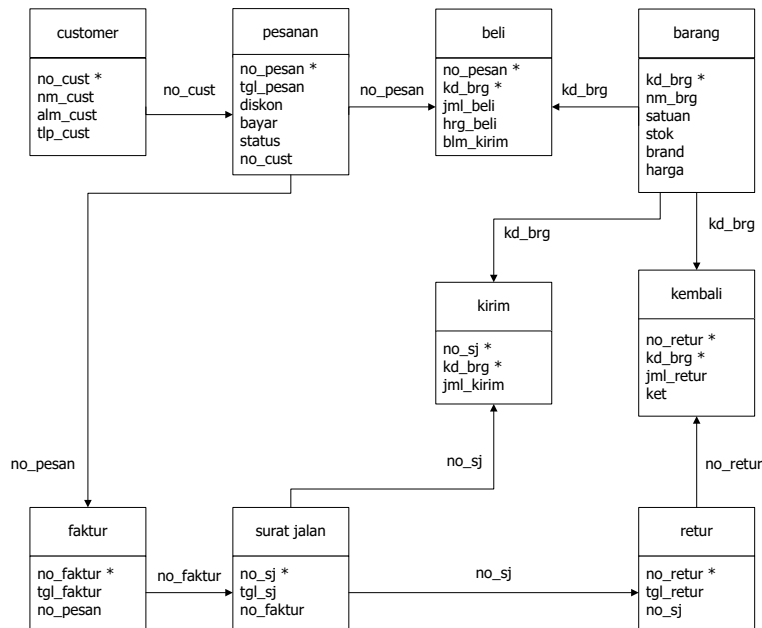 customer
no_cust *
nm_cust
alm_cust
tlp_cust
no_cust
pesanan
no_pesan *
tgl_pesan
diskon
bayar
status
no_cust
no_pesan
beli
no_pesan *
kd_brg *
jml_beli
hrg_beli
blm_kirim
kd_brg
barang
kd_brg *
nm_brg
satuan
stok
brand
harga
kd_brg
kd_brg
kirim
no_sj *
kd_brg *
jml_kirim
kembali
no_retur *
kd_brg *
jml_retur
ket
no_pesan
no_sj
no_retur
faktur
no_faktur *
tgl_faktur
no_pesan
no_faktur
surat jalan
no_sj *
tgl_sj
no_faktur
no_sj
retur
no_retur *
tgl_retur
no_sj